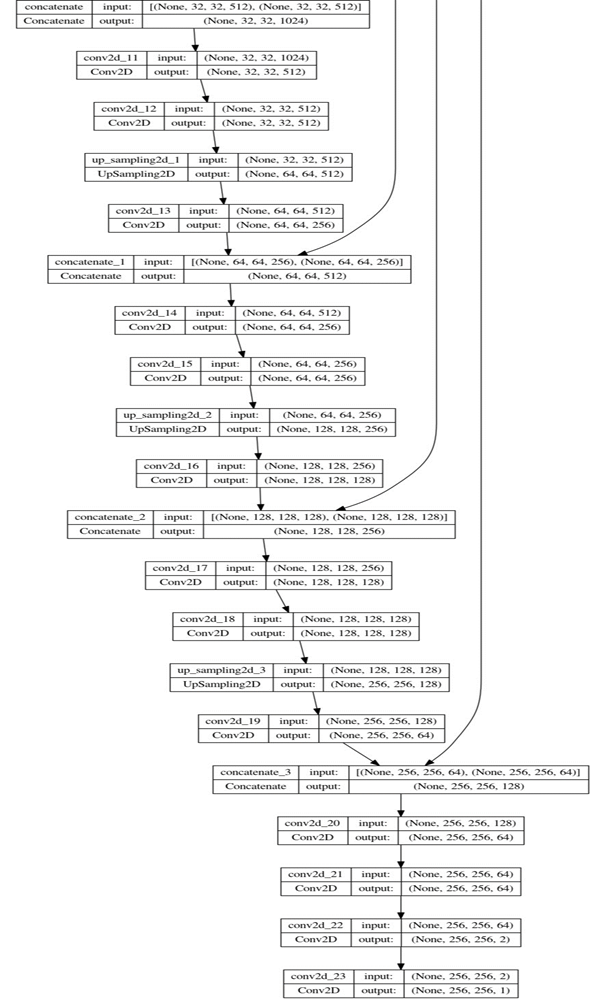 concatenate input: [(None, 32, 32, 512), (None, 32, 32, 512)]
Concatenate output: (None, 32, 32, 1024)
conv2d_11 input: (None, 32, 32, 1024)
Conv2D output: (None, 32, 32, 512)
conv2d_12 input: (None, 32, 32, 512)
Conv2D output: (None, 32, 32, 512)
up_sampling2d_1 input: (None, 32, 32, 512)
UpSampling2D output: (None, 64, 64, 512)
conv2d_13 input: (None, 64, 64, 512)
Conv2D output: (None, 64, 64, 256)
concatenate_1 input: [(None, 64, 64, 256), (None, 64, 64, 256)]
Concatenate output: (None, 64, 64, 512)
conv2d_14 input: (None, 64, 64, 512)
Conv2D output: (None, 64, 64, 256)
conv2d_15 input: (None, 64, 64, 256)
Conv2D output: (None, 64, 64, 256)
up_sampling2d_2 input: (None, 64, 64, 256)
UpSampling2D output: (None, 128, 128, 256)
conv2d_16 input: (None, 128, 128, 256)
Conv2D output: (None, 128, 128, 128)
concatenate_2 input: [(None, 128, 128, 128), (None, 128, 128, 128)]
Concatenate output: (None, 128, 128, 256)
conv2d_17 input: (None, 128, 128, 256)
Conv2D output: (None, 128, 128, 128)
conv2d_18 input: (None, 128, 128, 128)
Conv2D output: (None, 128, 128, 128)
up_sampling2d_3 input: (None, 128, 128, 128)
UpSampling2D output: (None, 256, 256, 128)
conv2d_19 input: (None, 256, 256, 128)
Conv2D output: (None, 256, 256, 64)
concatenate_3 input: [(None, 256, 256, 64), (None, 256, 256, 64)]
Concatenate output: (None, 256, 256, 128)
conv2d_20 input: (None, 256, 256, 128)
Conv2D output: (None, 256, 256, 64)
conv2d_21 input: (None, 256, 256, 64)
Conv2D output: (None, 256, 256, 64)
conv2d_22 input: (None, 256, 256, 64)
Conv2D output: (None, 256, 256, 2)
conv2d_23 input: (None, 256, 256, 2)
Conv2D output: (None, 256, 256, 1)